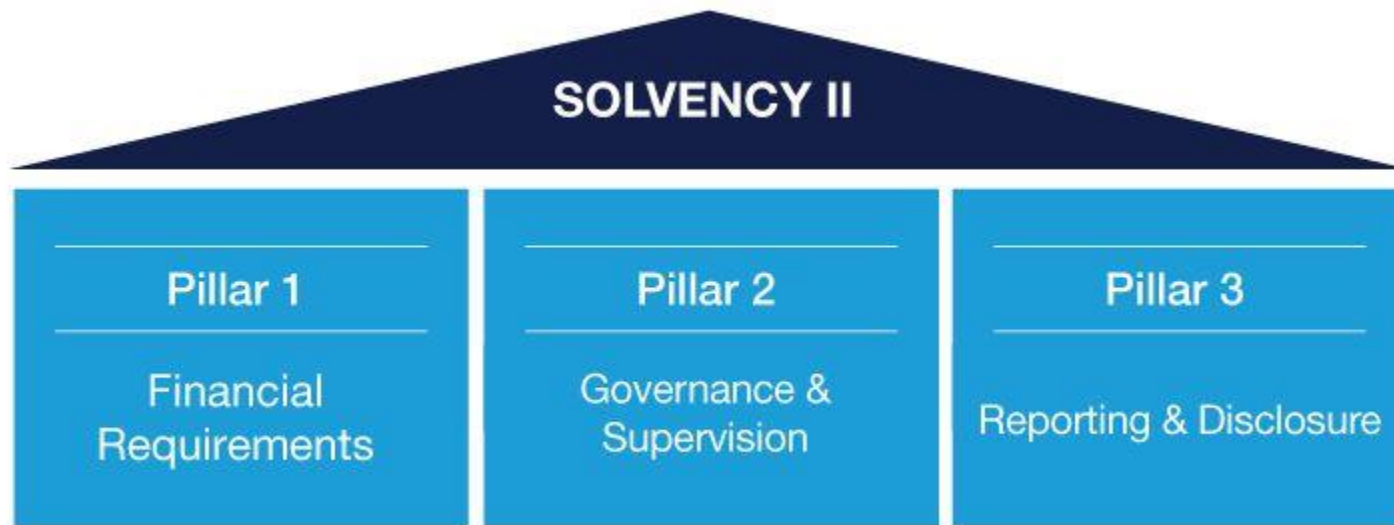 SOLVENCY II
Pillar 1
Financial
Requirements
Pillar 2
Governance &
Supervision
Pillar 3
Reporting & Disclosure